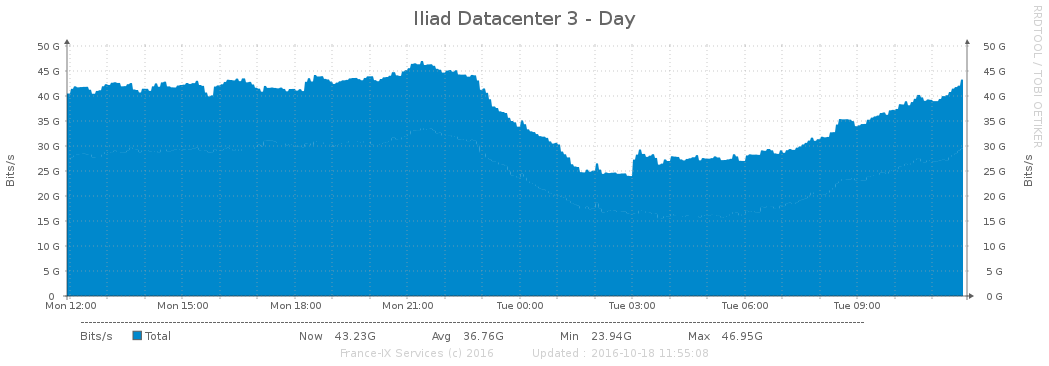 Iliad Datacenter 3 - Day
RRDTOOL / TOBI OETIKER
Bits/s
50 G
45 G
40 G
35 G
30 G
25 G
20 G
15 G
10 G
5 G
0
50 G
45 G
40 G
35 G
30 G
25 G
20 G
15 G
10 G
5 G
0 G
Bits/s
Mon 12:00 Mon 15:00 Mon 18:00 Mon 21:00 Tue 00:00 Tue 03:00 Tue 06:00 Tue 09:00
Bits/s Total Now 43.23G Avg 36.76G Min 23.94G Max 46.95G
France-IX Services (c) 2016 Updated : 2016-10-18 11:55:08